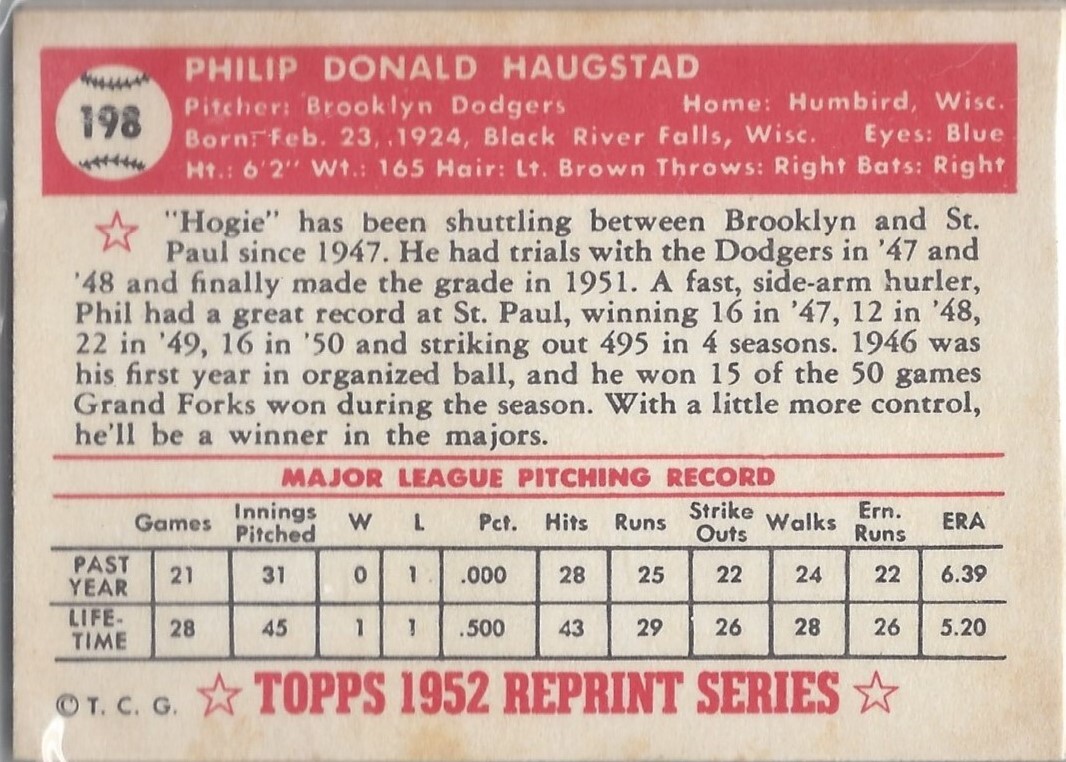 PHILIP DONALD HAUGSTAD
198
Pitcher: Brooklyn Dodgers Home: Humbird, Wisc.
Born: Feb. 23, 1924, Black River Falls, Wisc. Eyes: Blue
Ht.: 6'2" Wt.: 165 Hair: Lt. Brown Throws: Right Bats: Right
"Hogie" has been shuttling between Brooklyn and St.
Paul since 1947. He had trials with the Dodgers in '47 and
'48 and finally made the grade in 1951. A fast, side-arm hurler,
Phil had a great record at St. Paul, winning 16 in '47, 12 in '48,
22 in '49, 16 in '50 and striking out 495 in 4 seasons. 1946 was
his first year in organized ball, and he won 15 of the 50 games
Grand Forks won during the season. With a little more control,
he'll be a winner in the majors.
MAJOR LEAGUE PITCHING RECORD
Games Innings Pitched W L Pct. Hits Runs Strike Outs Walks Ern. Runs ERA
PAST YEAR 21 31 0 1 .000 28 25 22 24 22 6.39
LIFE-TIME 28 45 1 1 .500 43 29 26 28 26 5.20
© T. C. G. ☆ TOPPS 1952 REPRINT SERIES ☆